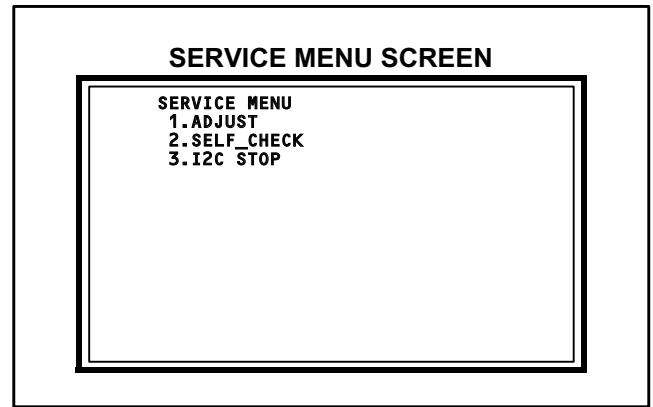 SERVICE MENU SCREEN
SERVICE MENU
1.ADJUST
2.SELF_CHECK
3.I2C STOP